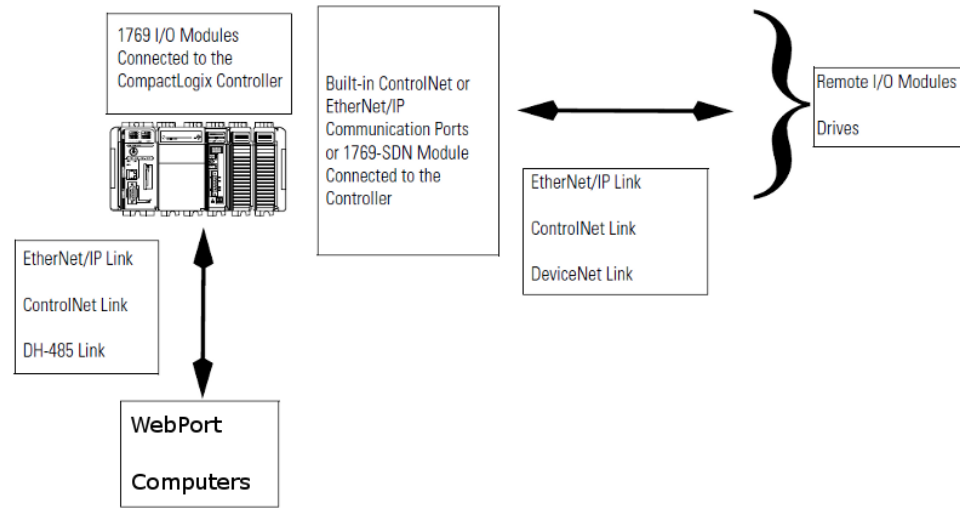 1769 I/O Modules
Connected to the
CompactLogix Controller
Built-in ControlNet or
EtherNet/IP
Communication Ports
or 1769-SDN Module
Connected to the
Controller
Remote I/O Modules
Drives
EtherNet/IP Link
ControlNet Link
DeviceNet Link
EtherNet/IP Link
ControlNet Link
DH-485 Link
WebPort
Computers